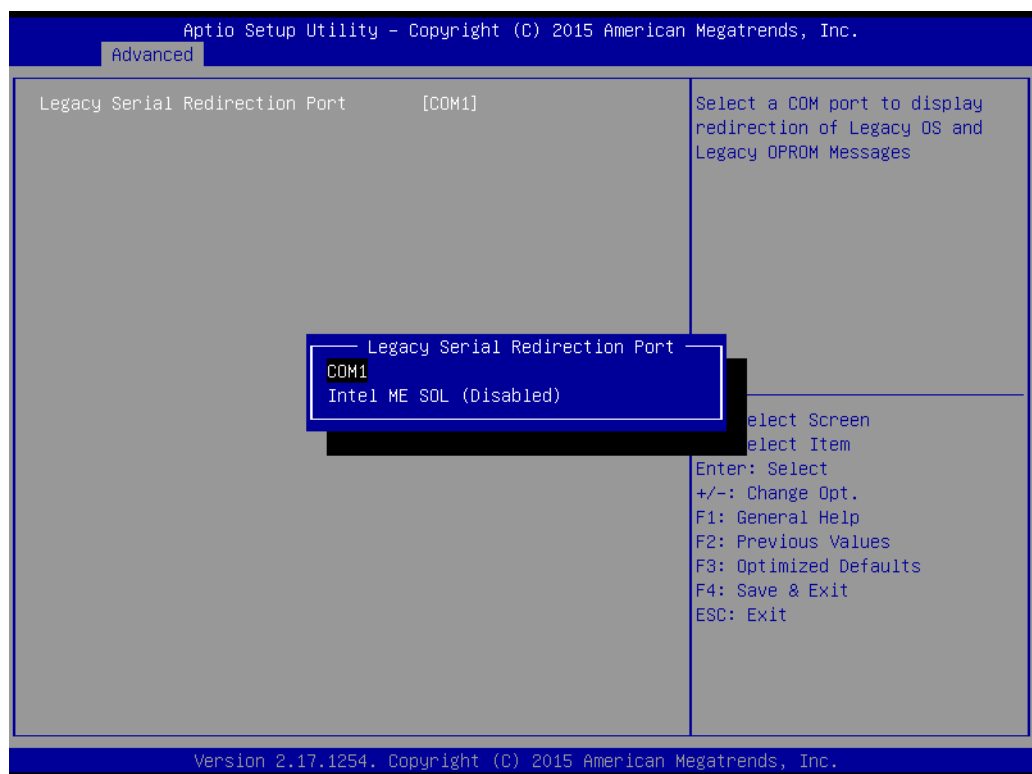 Aptio Setup Utility – Copyright (C) 2015 American Megatrends, Inc.
Advanced
Legacy Serial Redirection Port [COM1]
Select a COM port to display
redirection of Legacy OS and
Legacy OPROM Messages
Legacy Serial Redirection Port
COM1
Intel ME SOL (Disabled)
elect Screen
elect Item
Enter: Select
+/-: Change Opt.
F1: General Help
F2: Previous Values
F3: Optimized Defaults
F4: Save & Exit
ESC: Exit
Version 2.17.1254. Copyright (C) 2015 American Megatrends, Inc.